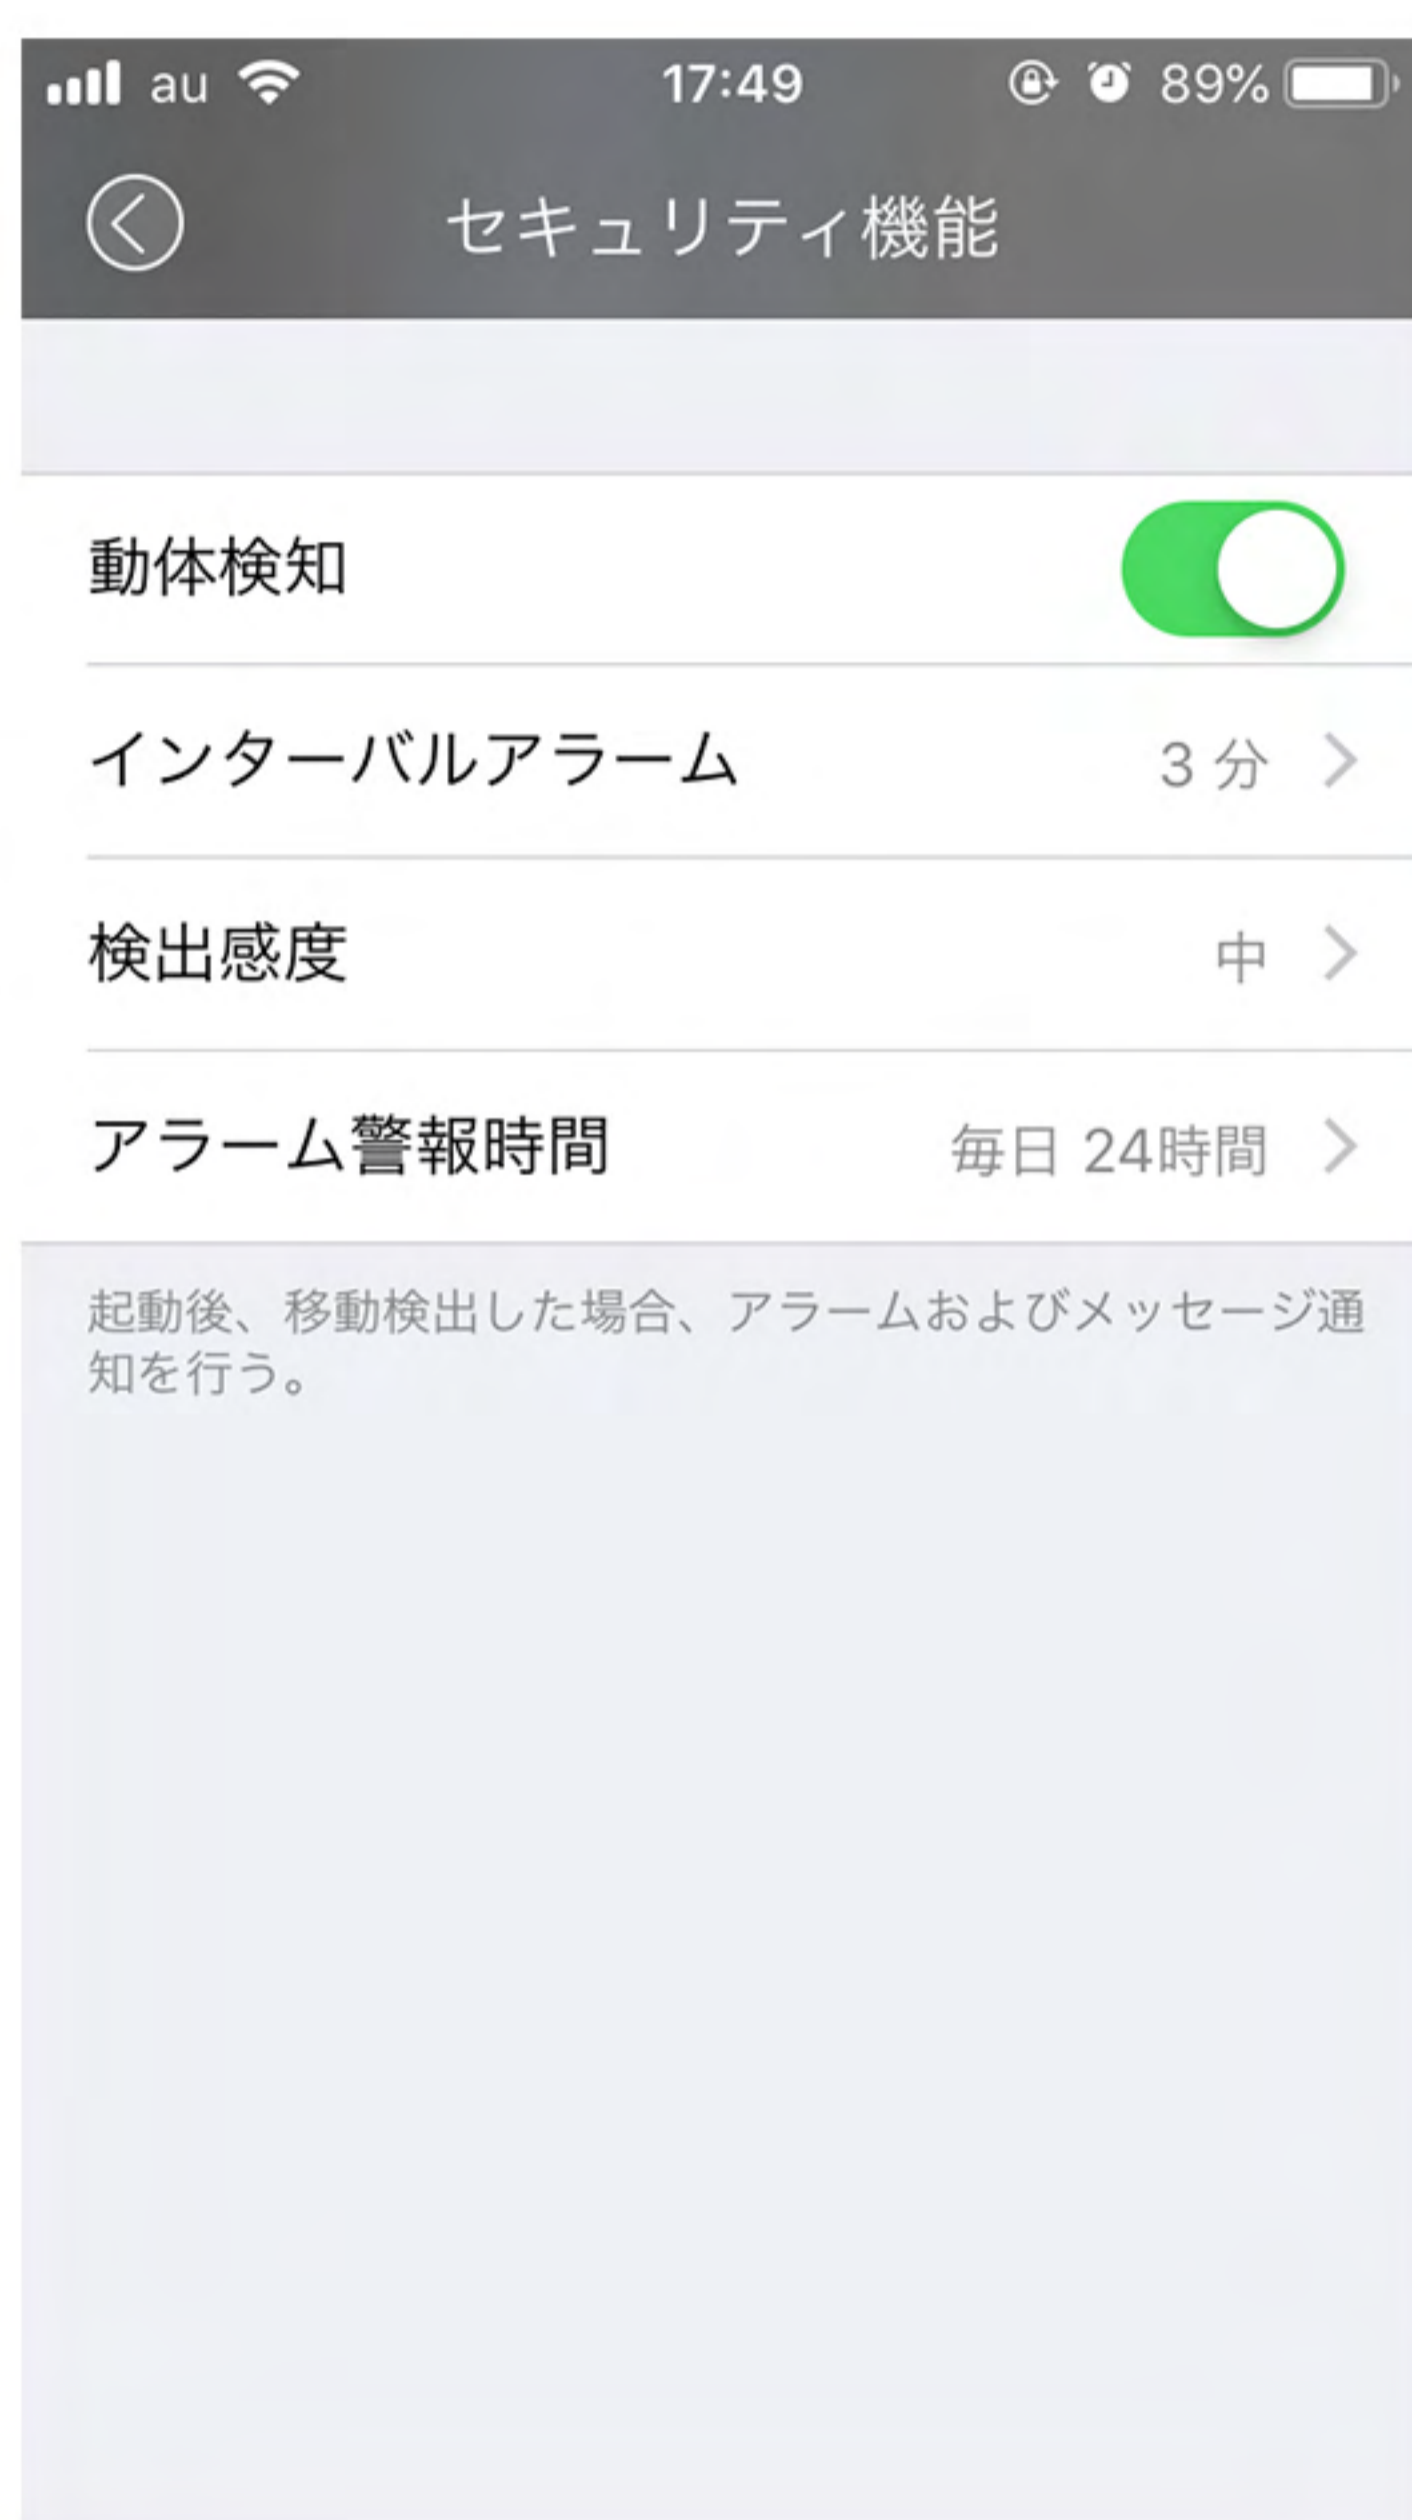 au 17:49 89%
セキュリティ機能
動体検知
インターバルアラーム 3 分
検出感度 中
アラーム警報時間 毎日 24時間
起動後、移動検出した場合、アラームおよびメッセージ通
知を行う。